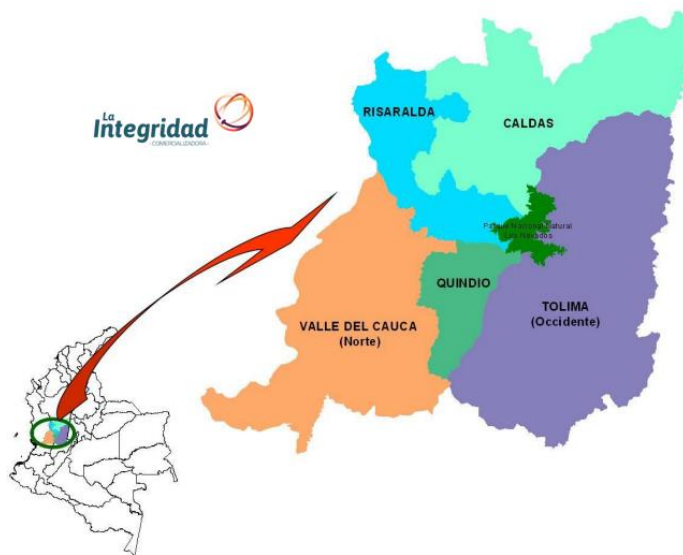 La
Integridad
- COMERCIALIZADORA -
RISARALDA
CALDAS
Parque Nacional Natural
Los Nevados
QUINDIO
TOLIMA
(Occidente)
VALLE DEL CAUCA
(Norte)